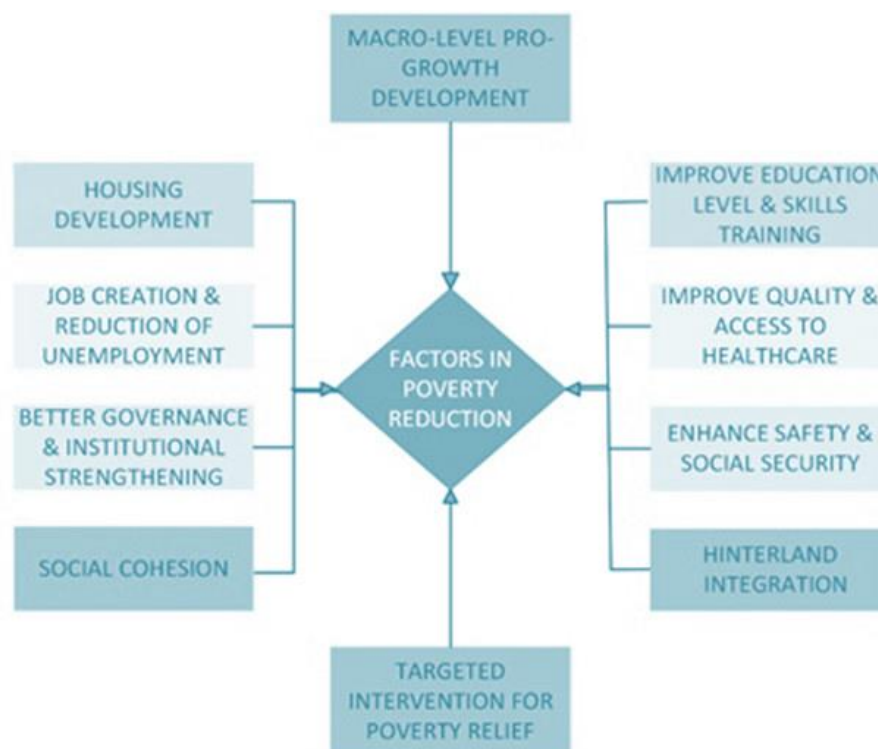 MACRO-LEVEL PRO-
GROWTH
DEVELOPMENT
HOUSING
DEVELOPMENT
JOB CREATION &
REDUCTION OF
UNEMPLOYMENT
BETTER GOVERNANCE
& INSTITUTIONAL
STRENGTHENING
SOCIAL COHESION
FACTORS IN
POVERTY
REDUCTION
IMPROVE EDUCATION
LEVEL & SKILLS
TRAINING
IMPROVE QUALITY &
ACCESS TO
HEALTHCARE
ENHANCE SAFETY &
SOCIAL SECURITY
HINTERLAND
INTEGRATION
TARGETED
INTERVENTION FOR
POVERTY RELIEF